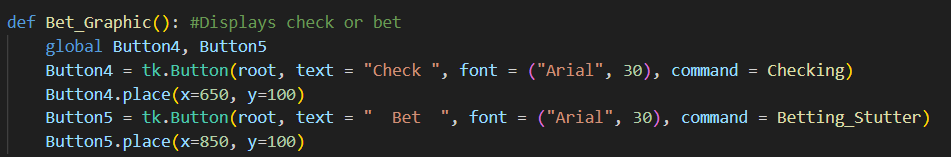 def Bet_Graphic(): #Displays check or bet
    global Button4, Button5
    Button4 = tk.Button(root, text = "Check ", font = ("Arial", 30), command = Checking)
    Button4.place(x=650, y=100)
    Button5 = tk.Button(root, text = "  Bet  ", font = ("Arial", 30), command = Betting_Stutter)
    Button5.place(x=850, y=100)